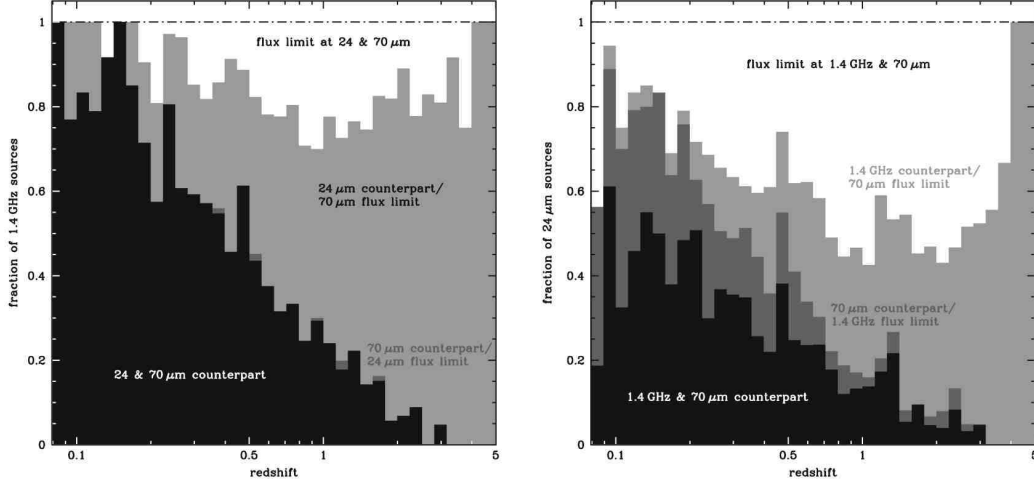 flux limit at 24 & 70 μm
24 μm counterpart/
70 μm flux limit
70 μm counterpart/
24 μm flux limit
24 & 70 μm counterpart
fraction of 1.4 GHz sources
1
0.8
0.6
0.4
0.2
0
0.1
0.5
1
5
redshift
flux limit at 1.4 GHz & 70 μm
1.4 GHz counterpart/
70 μm flux limit
70 μm counterpart/
1.4 GHz flux limit
1.4 GHz & 70 μm counterpart
fraction of 24 μm sources
1
0.8
0.6
0.4
0.2
0
0.1
0.5
1
5
redshift